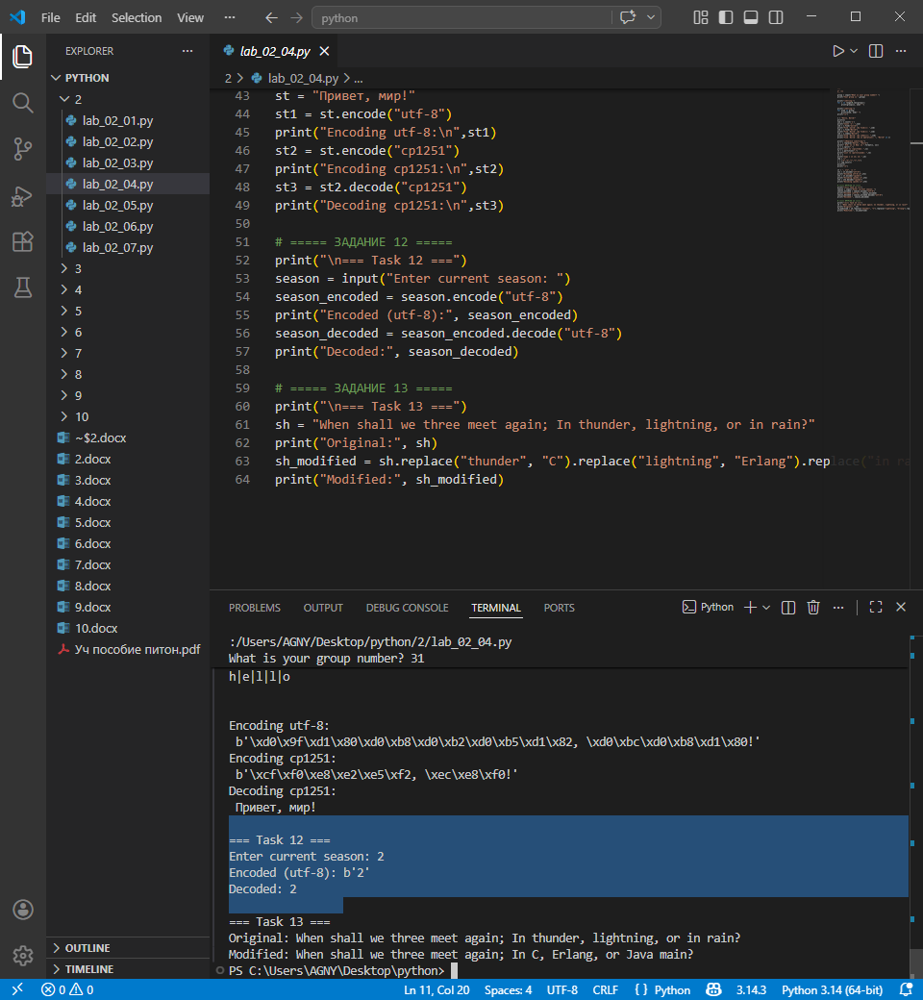 File Edit Selection View ··· python
EXPLORER ···
PYTHON
2
lab_02_01.py
lab_02_02.py
lab_02_03.py
lab_02_04.py
lab_02_05.py
lab_02_06.py
lab_02_07.py
3
4
5
6
7
8
9
10
~$2.docx
2.docx
3.docx
4.docx
5.docx
6.docx
7.docx
8.docx
9.docx
10.docx
Уч пособие питон.pdf
OUTLINE
TIMELINE
lab_02_04.py
2 > lab_02_04.py > ...
43 st = "Привет, мир!"
44 st1 = st.encode("utf-8")
45 print("Encoding utf-8:\n",st1)
46 st2 = st.encode("cp1251")
47 print("Encoding cp1251:\n",st2)
48 st3 = st2.decode("cp1251")
49 print("Decoding cp1251:\n",st3)
50
51 # ===== ЗАДАНИЕ 12 =====
52 print("\n=== Task 12 ===")
53 season = input("Enter current season: ")
54 season_encoded = season.encode("utf-8")
55 print("Encoded (utf-8):", season_encoded)
56 season_decoded = season_encoded.decode("utf-8")
57 print("Decoded:", season_decoded)
58
59 # ===== ЗАДАНИЕ 13 =====
60 print("\n=== Task 13 ===")
61 sh = "When shall we three meet again; In thunder, lightning, or in rain?"
62 print("Original:", sh)
63 sh_modified = sh.replace("thunder", "C").replace("lightning", "Erlang").replace("in ra
64 print("Modified:", sh_modified)
PROBLEMS OUTPUT DEBUG CONSOLE TERMINAL PORTS Python
:/Users/AGNY/Desktop/python/2/lab_02_04.py
What is your group number? 31
h|e|l|l|o
Encoding utf-8:
b'\xd0\x9f\xd1\x80\xd0\xb8\xd0\xb2\xd0\xb5\xd1\x82, \xd0\xbc\xd0\xb8\xd1\x80!'
Encoding cp1251:
b'\xcf\xf0\xe8\xe2\xe5\xf2, \xec\xe8\xf0!'
Decoding cp1251:
Привет, мир!
=== Task 12 ===
Enter current season: 2
Encoded (utf-8): b'2'
Decoded: 2
=== Task 13 ===
Original: When shall we three meet again; In thunder, lightning, or in rain?
Modified: When shall we three meet again; In C, Erlang, or Java main?
PS C:\Users\AGNY\Desktop\python>
0 0 Ln 11, Col 20 Spaces: 4 UTF-8 CRLF { } Python 3.14.3 Python 3.14 (64-bit)